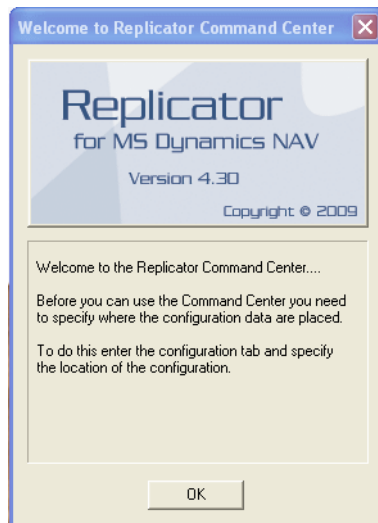 Welcome to Replicator Command Center
Replicator
for MS Dynamics NAV
Version 4.30
Copyright © 2009
Welcome to the Replicator Command Center....
Before you can use the Command Center you need
to specify where the configuration data are placed.
To do this enter the configuration tab and specify
the location of the configuration.
OK